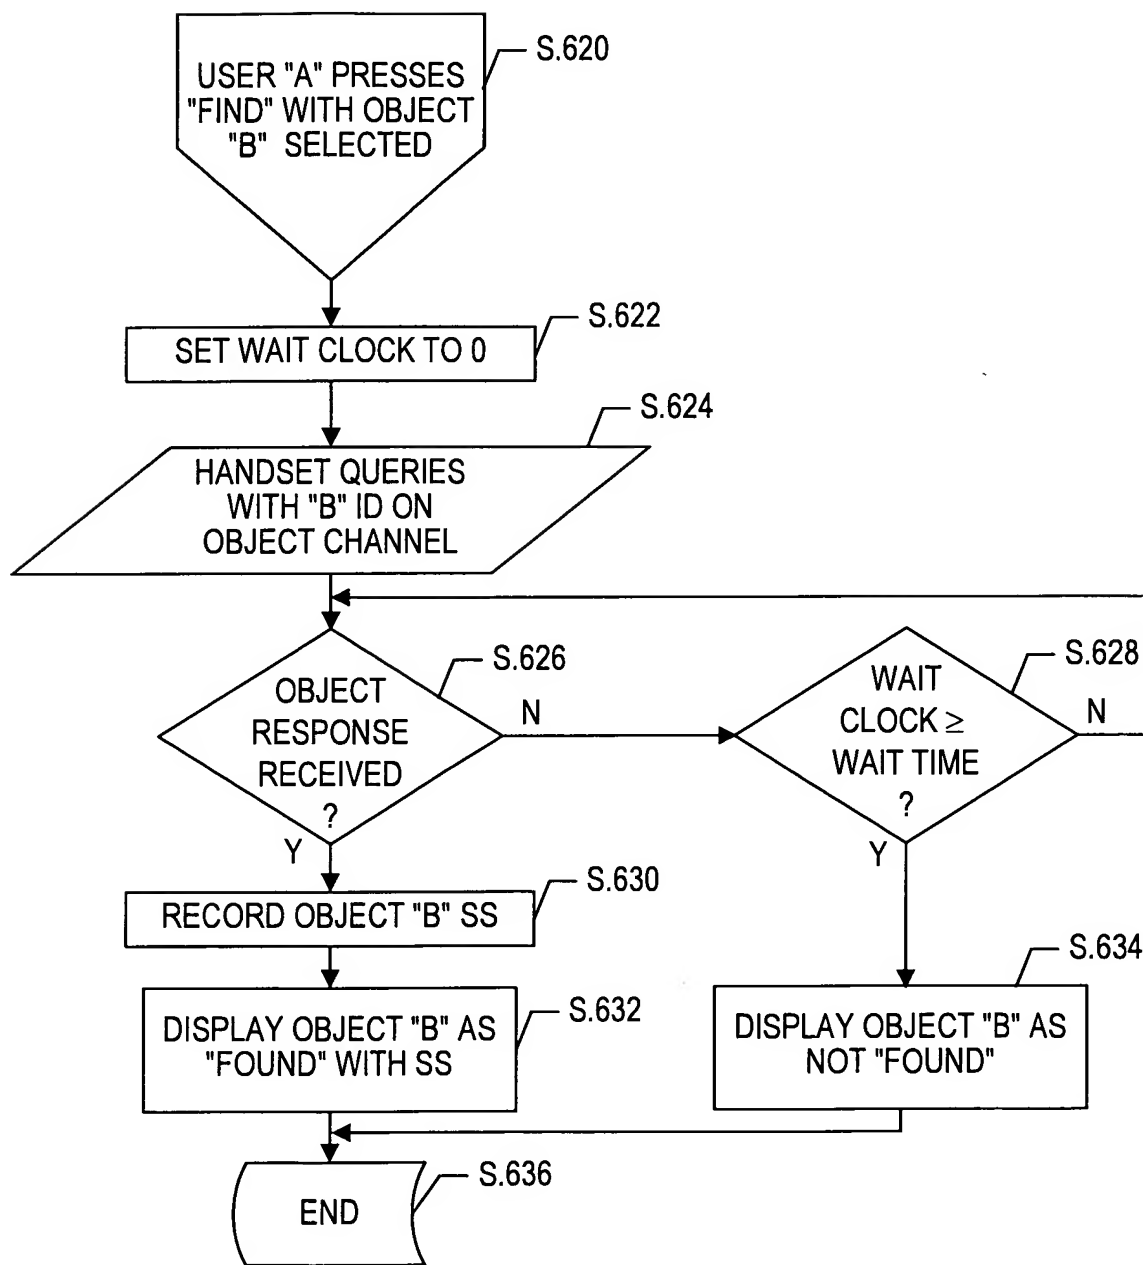 USER "A" PRESSES
"FIND" WITH OBJECT
"B" SELECTED
S.620
S.622
SET WAIT CLOCK TO 0
S.624
HANDSET QUERIES
WITH "B" ID ON
OBJECT CHANNEL
S.626
OBJECT
RESPONSE
RECEIVED
?
N
Y
S.628
WAIT
CLOCK ≥
WAIT TIME
?
N
Y
S.630
RECORD OBJECT "B" SS
S.632
DISPLAY OBJECT "B" AS
"FOUND" WITH SS
S.634
DISPLAY OBJECT "B" AS
NOT "FOUND"
S.636
END